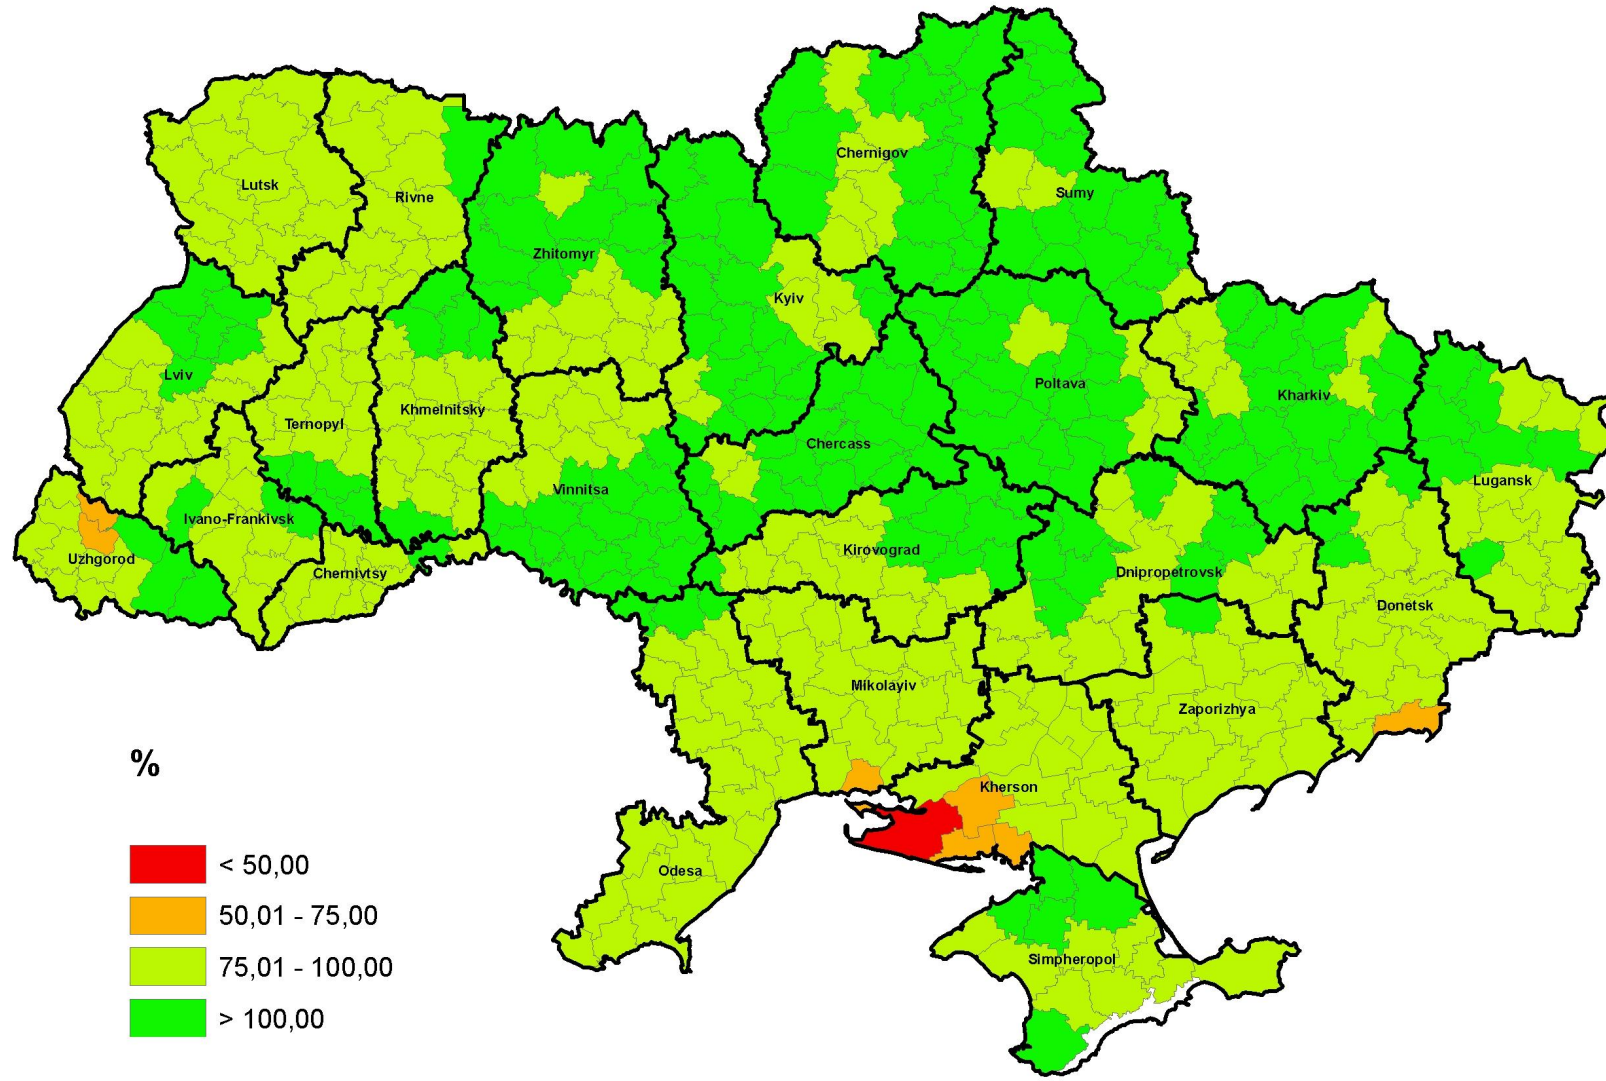 Chernigov
Lutsk
Rivne
Sumy
Zhitomyr
Kyiv
Lviv
Poltava
Kharkiv
Khmelnitsky
Ternopyl
Chercass
Lugansk
Vinnitsa
Ivano-Frankivsk
Kirovograd
Uzhgorod
Chernivtsy
Dnipropetrovsk
Donetsk
Mikolayiv
Zaporizhya
%
Kherson
< 50,00
Odesa
50,01 - 75,00
Simpheropol
75,01 - 100,00
> 100,00